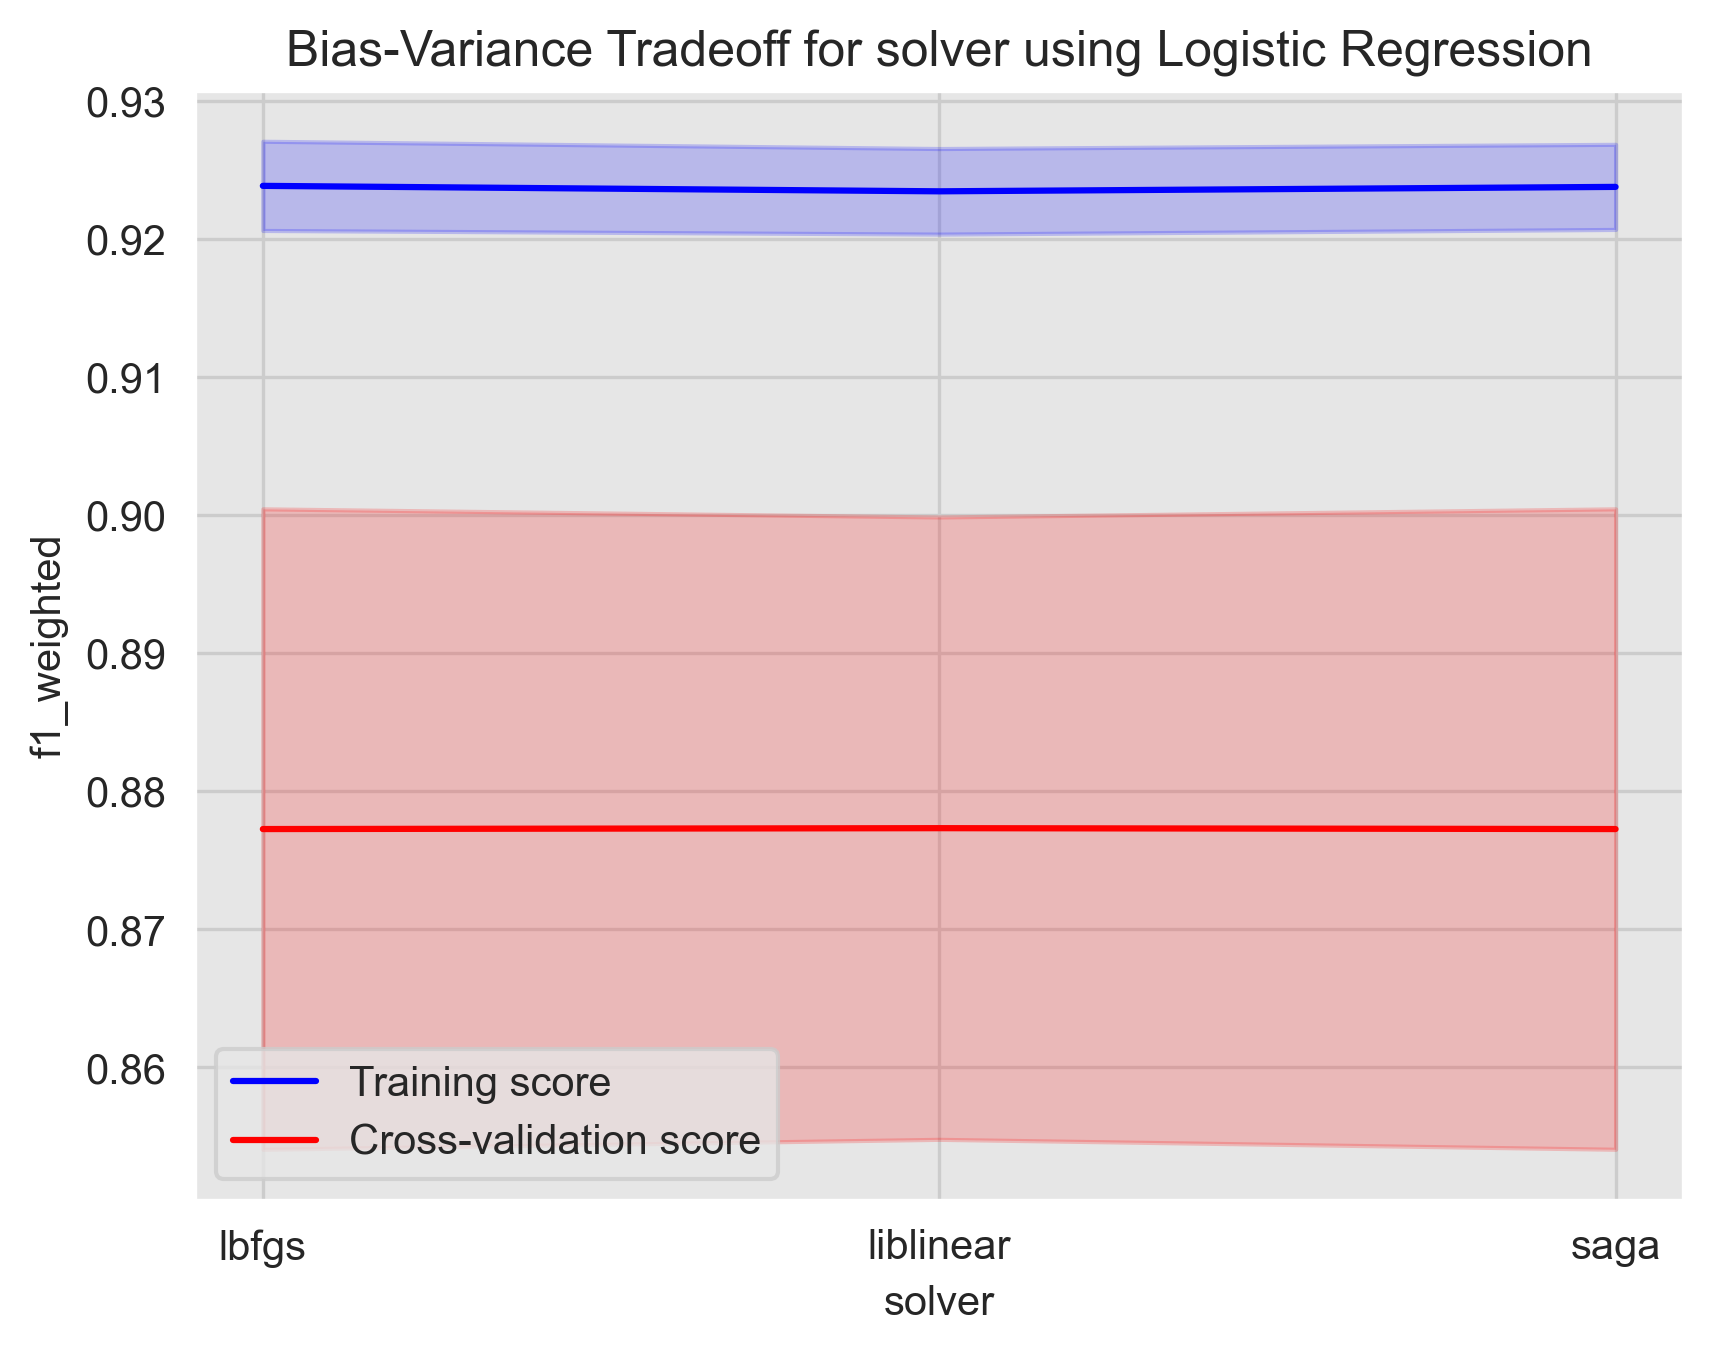 Bias-Variance Tradeoff for solver using Logistic Regression
0.93
0.92
0.91
0.90
0.89
0.88
0.87
0.86
f1_weighted
Training score
Cross-validation score
lbfgs
liblinear
saga
solver